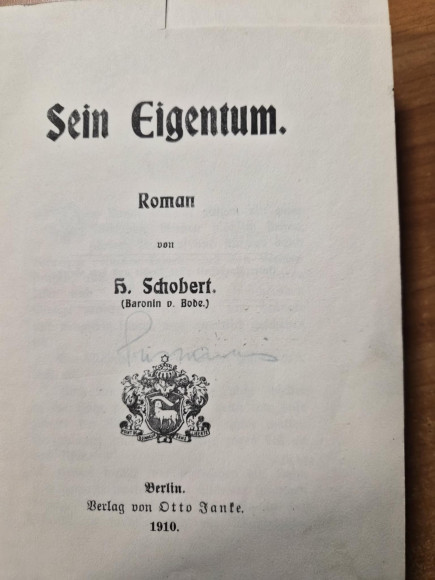 Sein Eigentum.
Roman
von
H. Schobert.
(Baronin v. Bode.)
Berlin.
Verlag von Otto Janke.
1910.